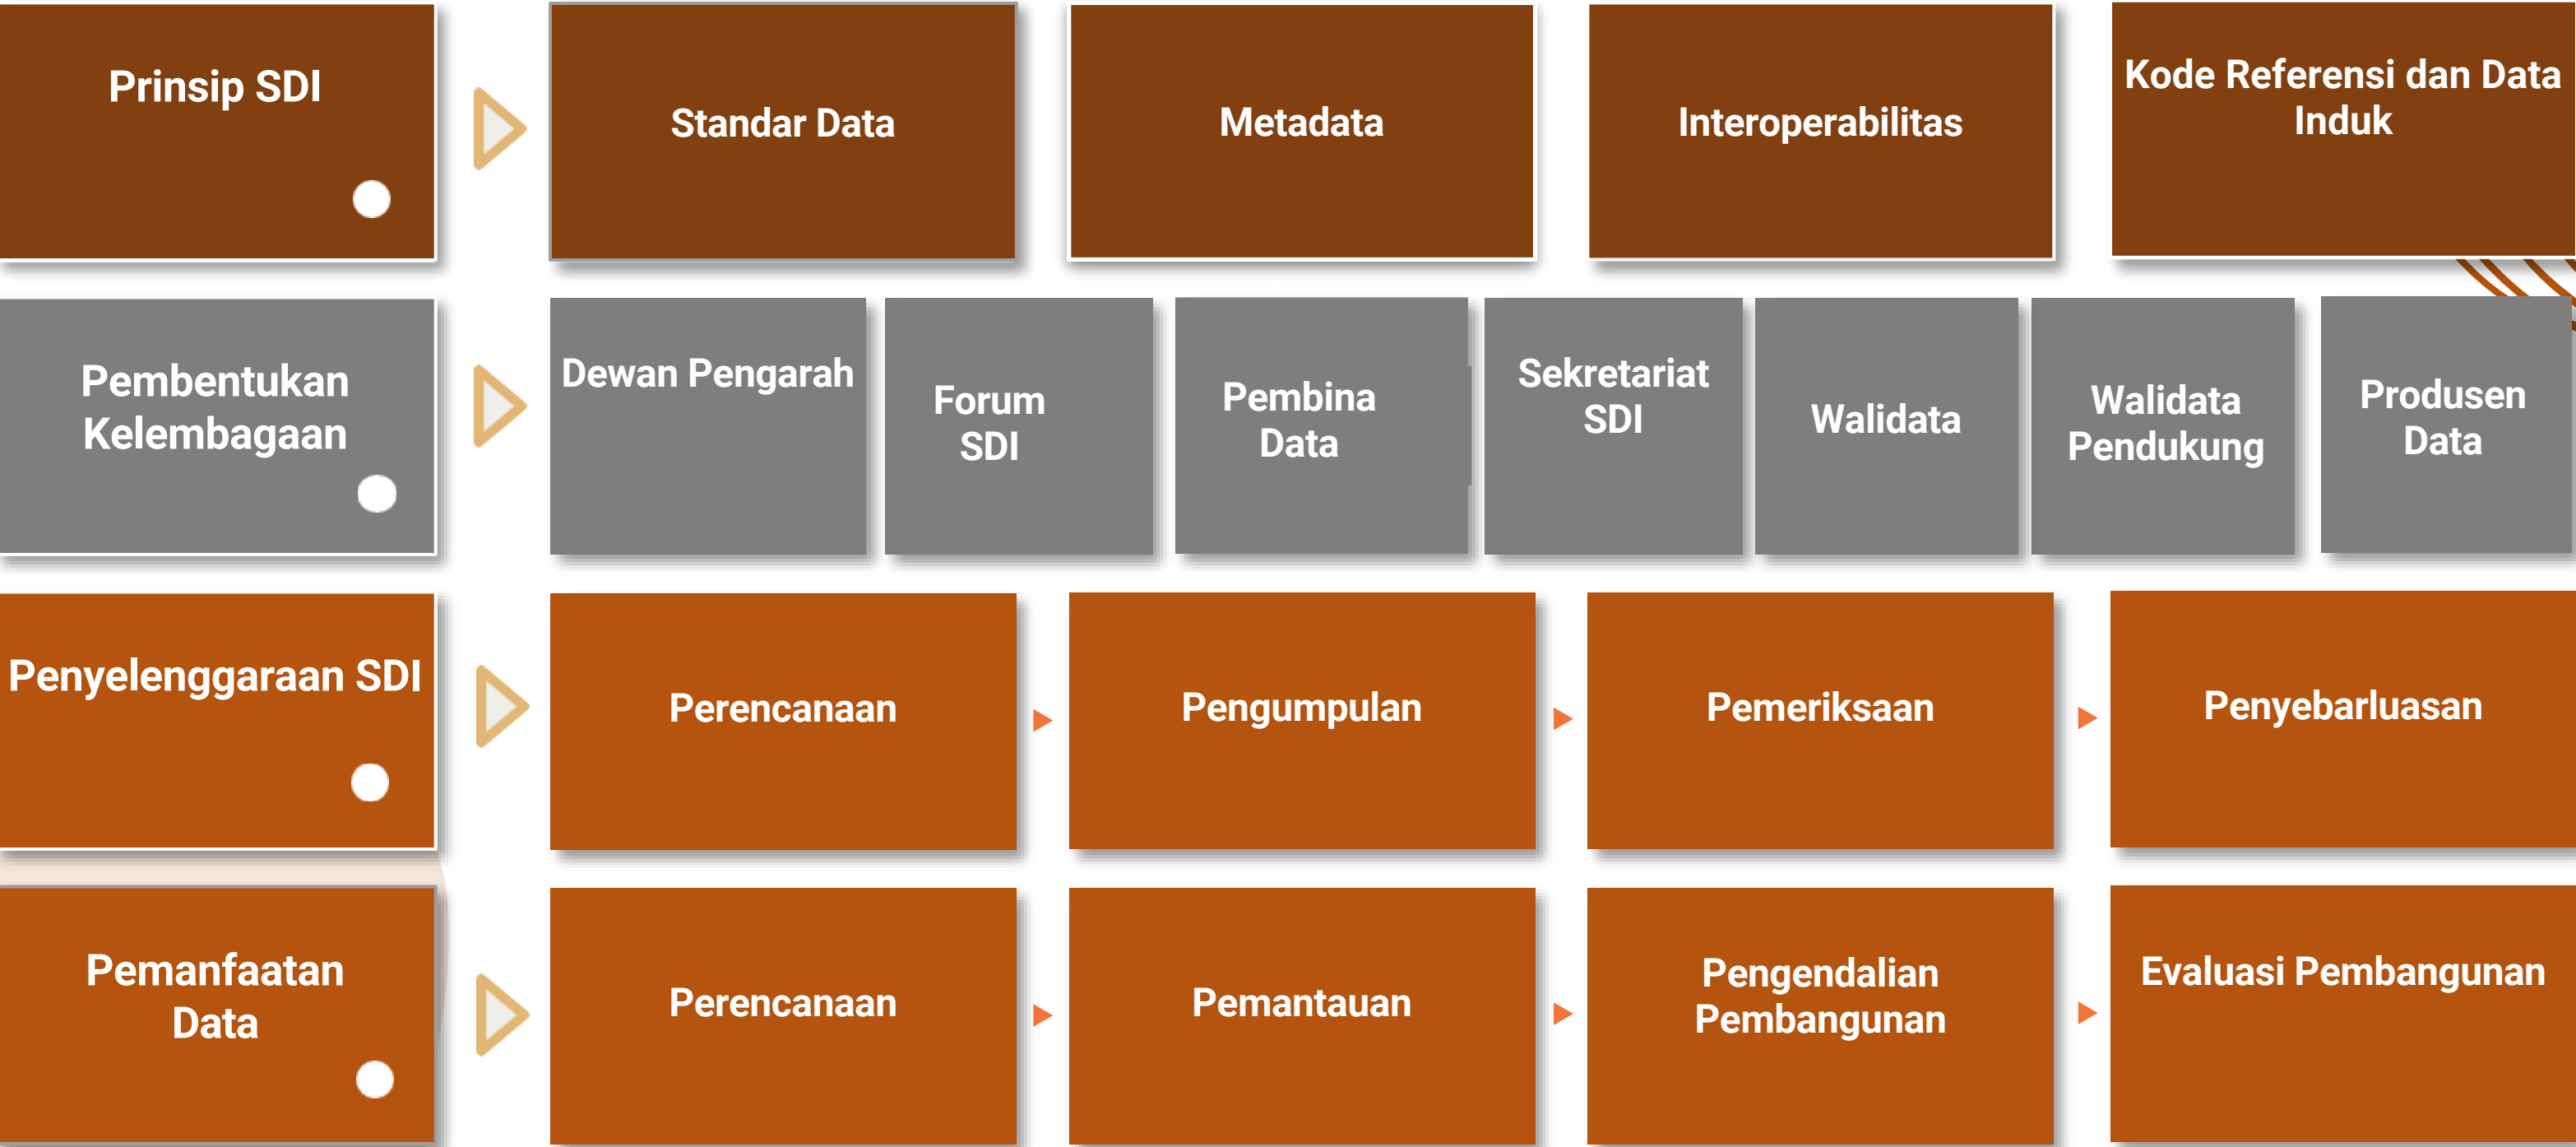 Prinsip SDI
Standar Data
Metadata
Interoperabilitas
Kode Referensi dan Data
Induk
Pembentukan
Kelembagaan
Dewan Pengarah
Forum
SDI
Pembina
Data
Sekretariat
SDI
Walidata
Walidata
Pendukung
Produsen
Data
Penyelenggaraan SDI
Perencanaan
Pengumpulan
Pemeriksaan
Penyebarluasan
Pemanfaatan
Data
Perencanaan
Pemantauan
Pengendalian
Pembangunan
Evaluasi Pembangunan